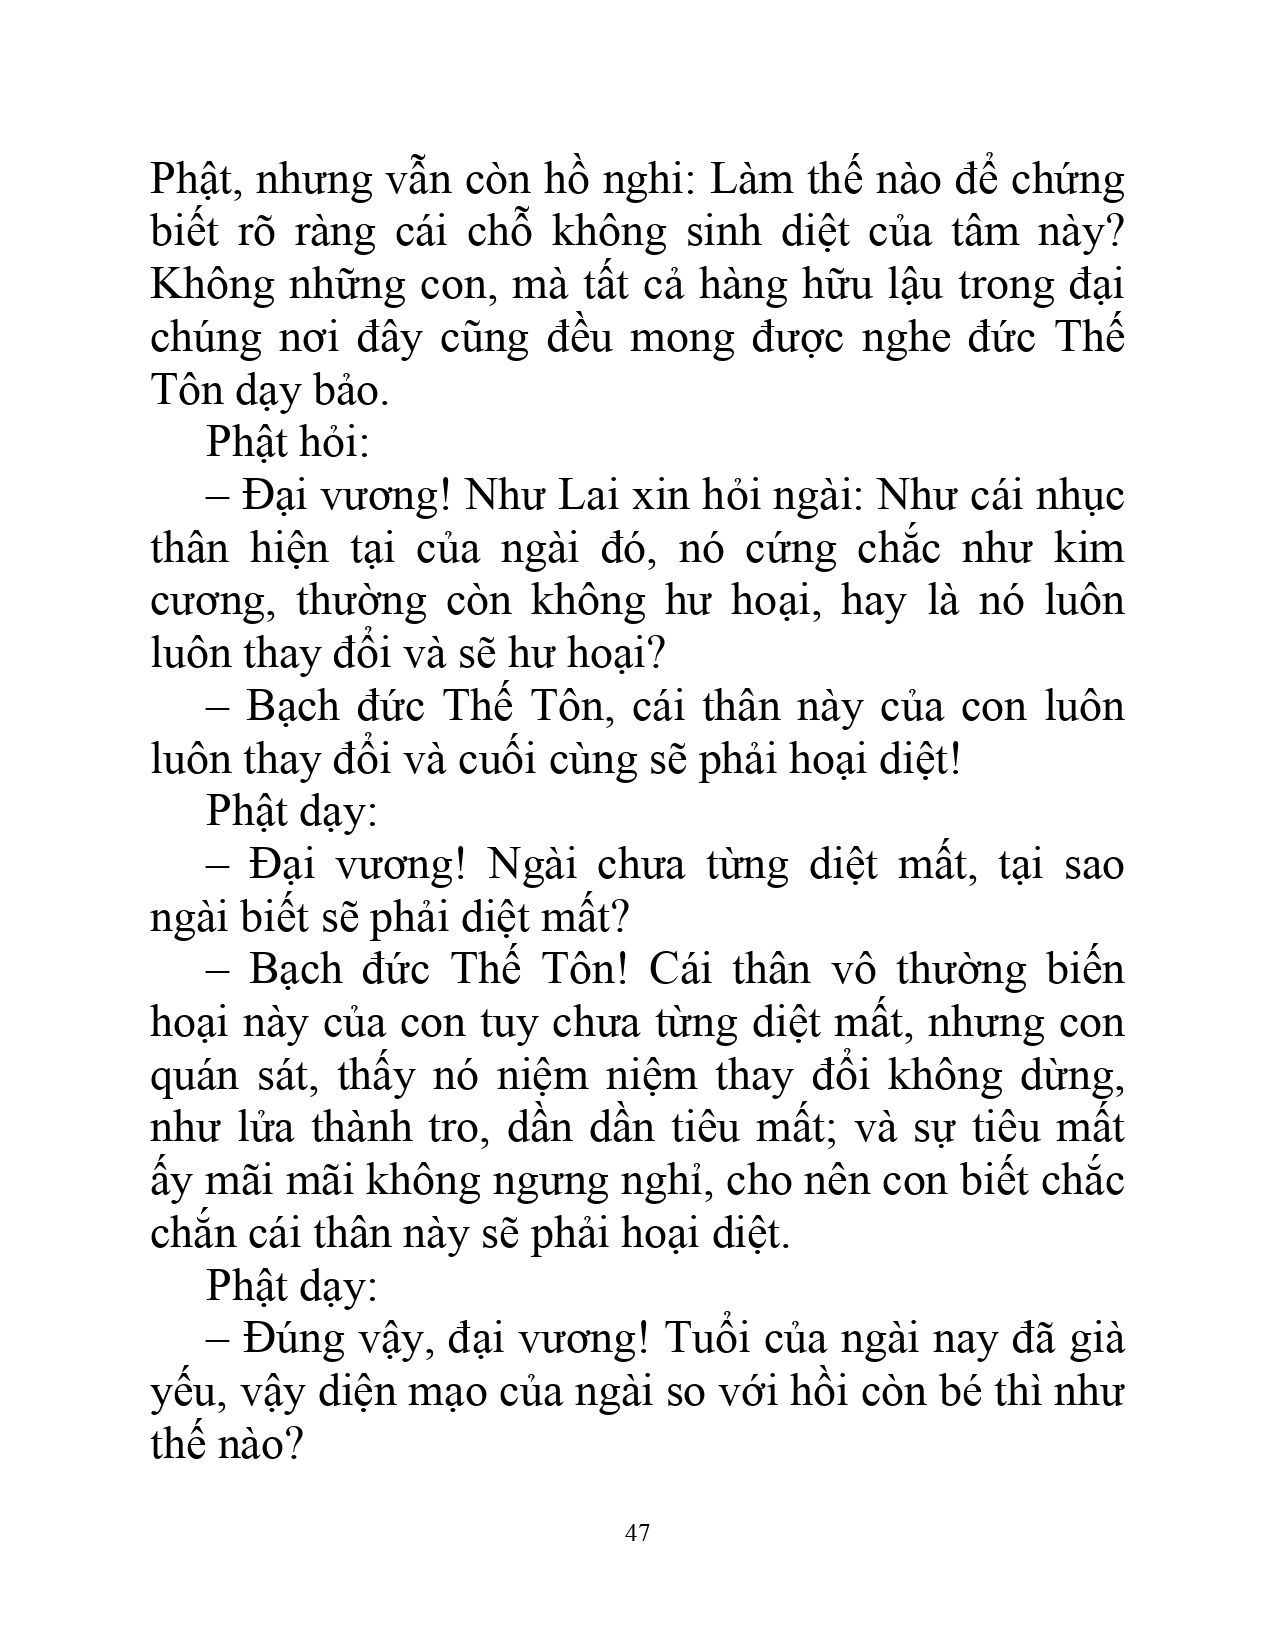 Phật, nhưng vẫn còn hồ nghi: Làm thế nào để chứng
biết rõ ràng cái chỗ không sinh diệt của tâm này?
Không những con, mà tất cả hàng hữu lậu trong đại
chúng nơi đây cũng đều mong được nghe đức Thế
Tôn dạy bảo.
Phật hỏi:
– Đại vương! Như Lai xin hỏi ngài: Như cái nhục
thân hiện tại của ngài đó, nó cứng chắc như kim
cương, thường còn không hư hoại, hay là nó luôn
luôn thay đổi và sẽ hư hoại?
– Bạch đức Thế Tôn, cái thân này của con luôn
luôn thay đổi và cuối cùng sẽ phải hoại diệt!
Phật dạy:
– Đại vương! Ngài chưa từng diệt mất, tại sao
ngài biết sẽ phải diệt mất?
– Bạch đức Thế Tôn! Cái thân vô thường biến
hoại này của con tuy chưa từng diệt mất, nhưng con
quán sát, thấy nó niệm niệm thay đổi không dừng,
như lửa thành tro, dần dần tiêu mất; và sự tiêu mất
ấy mãi mãi không ngưng nghỉ, cho nên con biết chắc
chắn cái thân này sẽ phải hoại diệt.
Phật dạy:
– Đúng vậy, đại vương! Tuổi của ngài nay đã già
yếu, vậy diện mạo của ngài so với hồi còn bé thì như
thế nào?
47